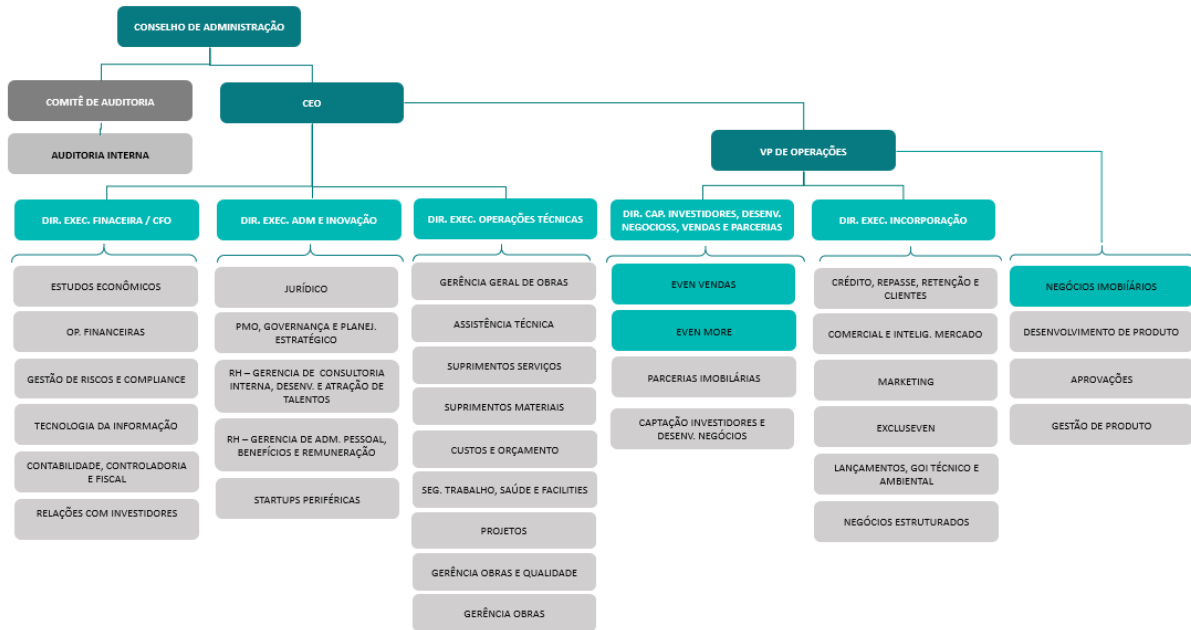 CONSELHO DE ADMINISTRAÇÃO
COMITÊ DE AUDITORIA
CEO
AUDITORIA INTERNA
VP DE OPERAÇÕES
DIR. EXEC. FINACEIRA / CFO
DIR. EXEC. ADM E INOVAÇÃO
DIR. EXEC. OPERAÇÕES TÉCNICAS
DIR. CAP. INVESTIDORES, DESENV.
NEGOCIOSS, VENDAS E PARCERIAS
DIR. EXEC. INCORPORAÇÃO
ESTUDOS ECONÔMICOS
OP. FINANCEIRAS
GESTÃO DE RISCOS E COMPLIANCE
TECNOLOGIA DA INFORMAÇÃO
CONTABILIDADE, CONTROLADORIA
E FISCAL
RELAÇÕES COM INVESTIDORES
JURÍDICO
PMO, GOVERNANÇA E PLANEJ.
ESTRATÉGICO
RH – GERENCIA DE CONSULTORIA
INTERNA, DESENV. E ATRAÇÃO DE
TALENTOS
RH – GERENCIA DE ADM. PESSOAL,
BENEFÍCIOS E REMUNERAÇÃO
STARTUPS PERIFÉRICAS
GERÊNCIA GERAL DE OBRAS
ASSISTÊNCIA TÉCNICA
SUPRIMENTOS SERVIÇOS
SUPRIMENTOS MATERIAIS
CUSTOS E ORÇAMENTO
SEG. TRABALHO, SAÚDE E FACILITIES
PROJETOS
GERÊNCIA OBRAS E QUALIDADE
GERÊNCIA OBRAS
EVEN VENDAS
EVEN MORE
PARCERIAS IMOBILÁRIAS
CAPTAÇÃO INVESTIDORES E
DESENV. NEGÓCIOS
CRÉDITO, REPASSE, RETENÇÃO E
CLIENTES
COMERCIAL E INTELIG. MERCADO
MARKETING
EXCLUSEVEN
LANÇAMENTOS, GOI TÉCNICO E
AMBIENTAL
NEGÓCIOS ESTRUTURADOS
NEGÓCIOS IMOBIÍÁRIOS
DESENVOLVIMENTO DE PRODUTO
APROVAÇÕES
GESTÃO DE PRODUTO